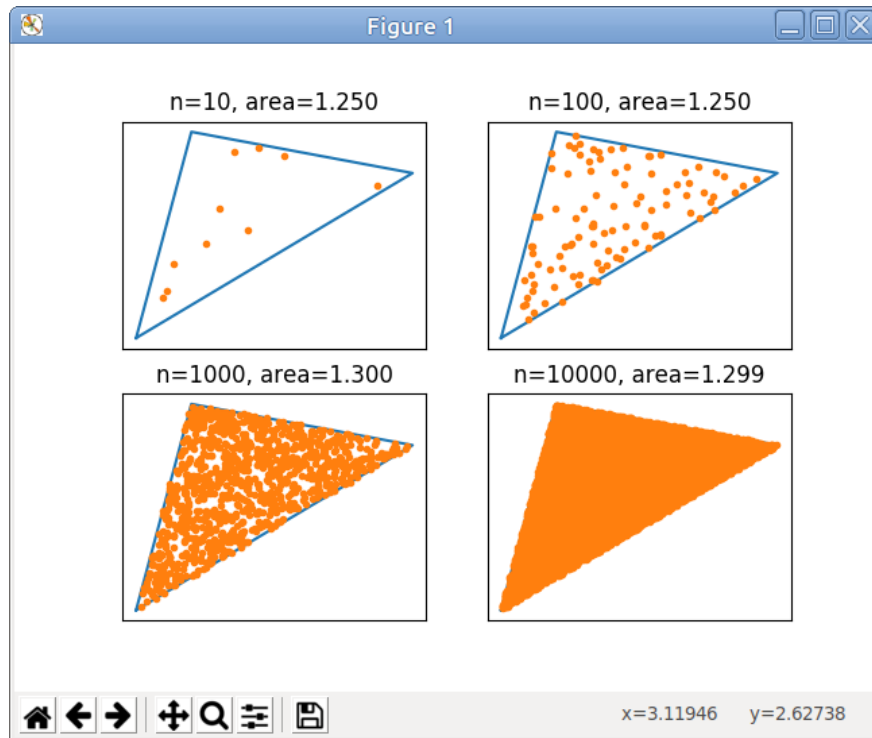 Figure 1
n=10, area=1.250
n=100, area=1.250
n=1000, area=1.300
n=10000, area=1.299
x=3.11946 y=2.62738